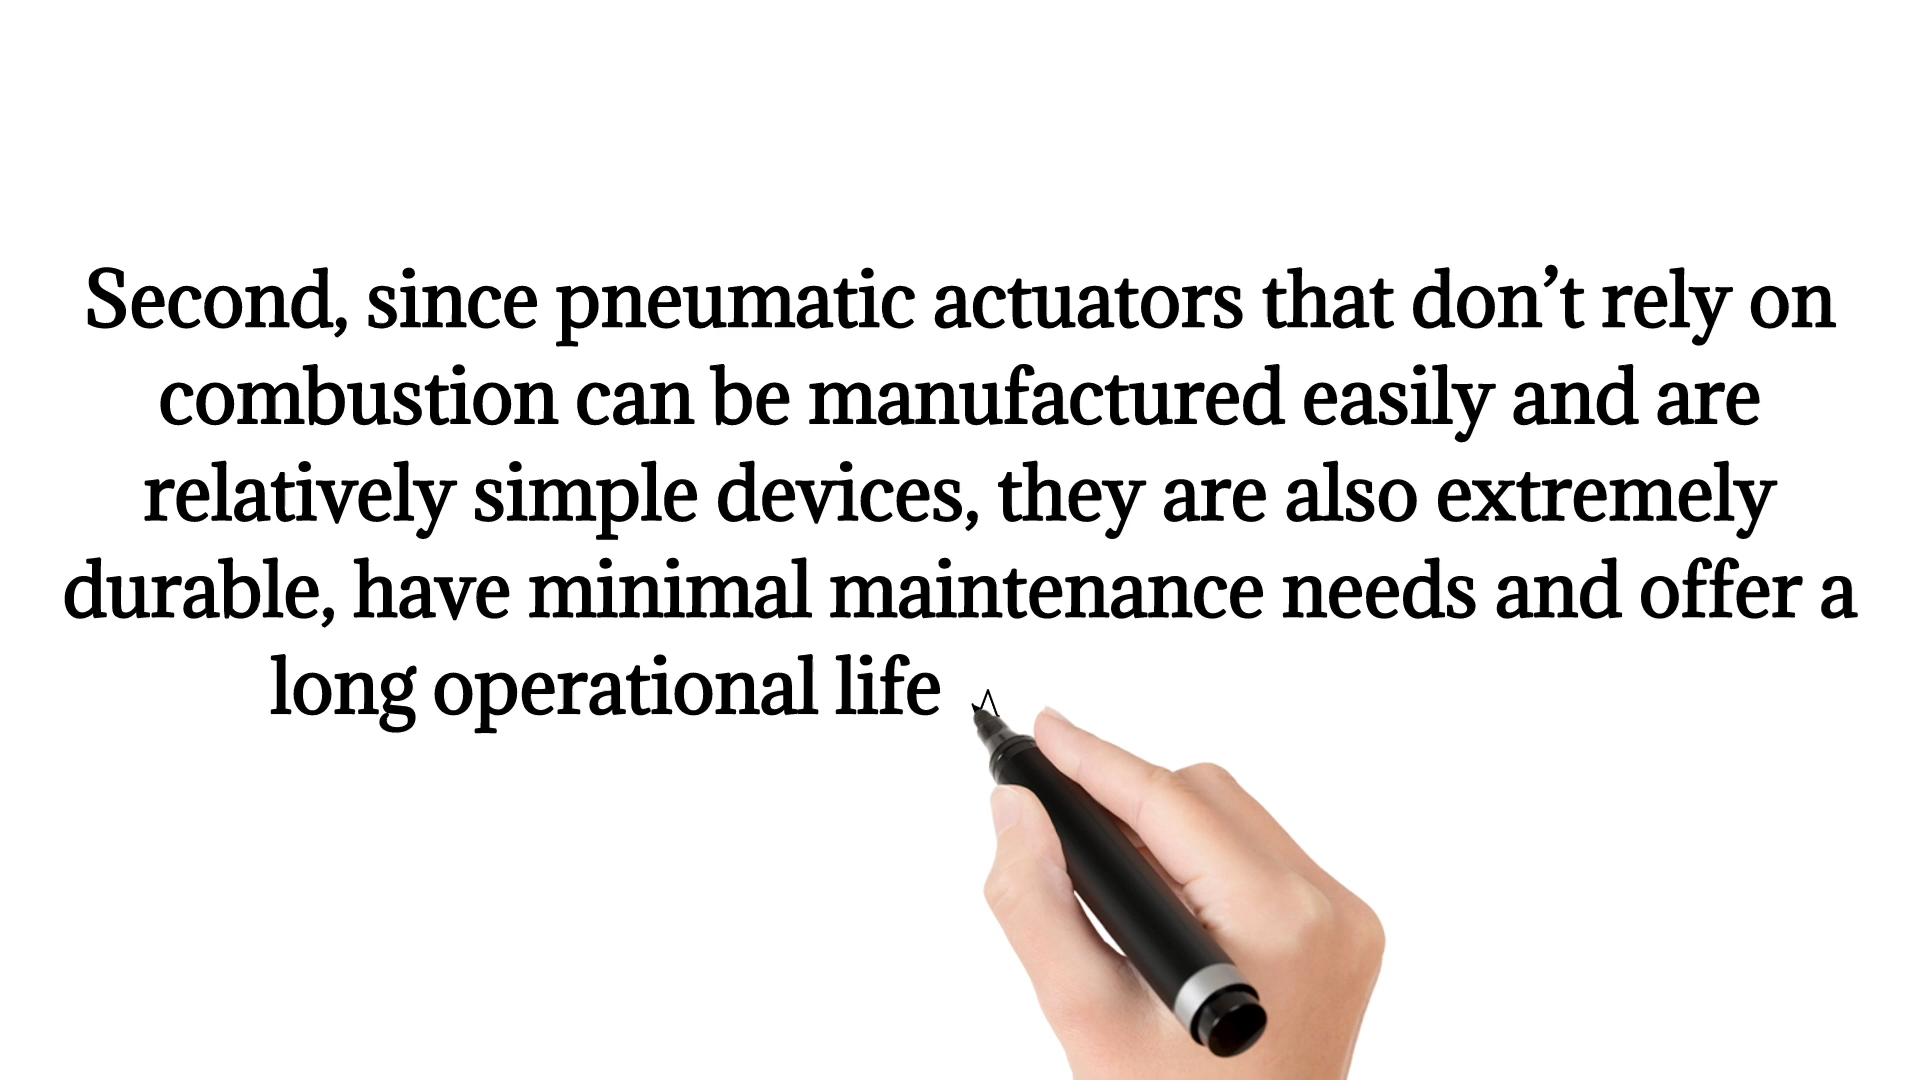 Second, since pneumatic actuators that don’t rely on
combustion can be manufactured easily and are
relatively simple devices, they are also extremely
durable, have minimal maintenance needs and offer a
long operational life